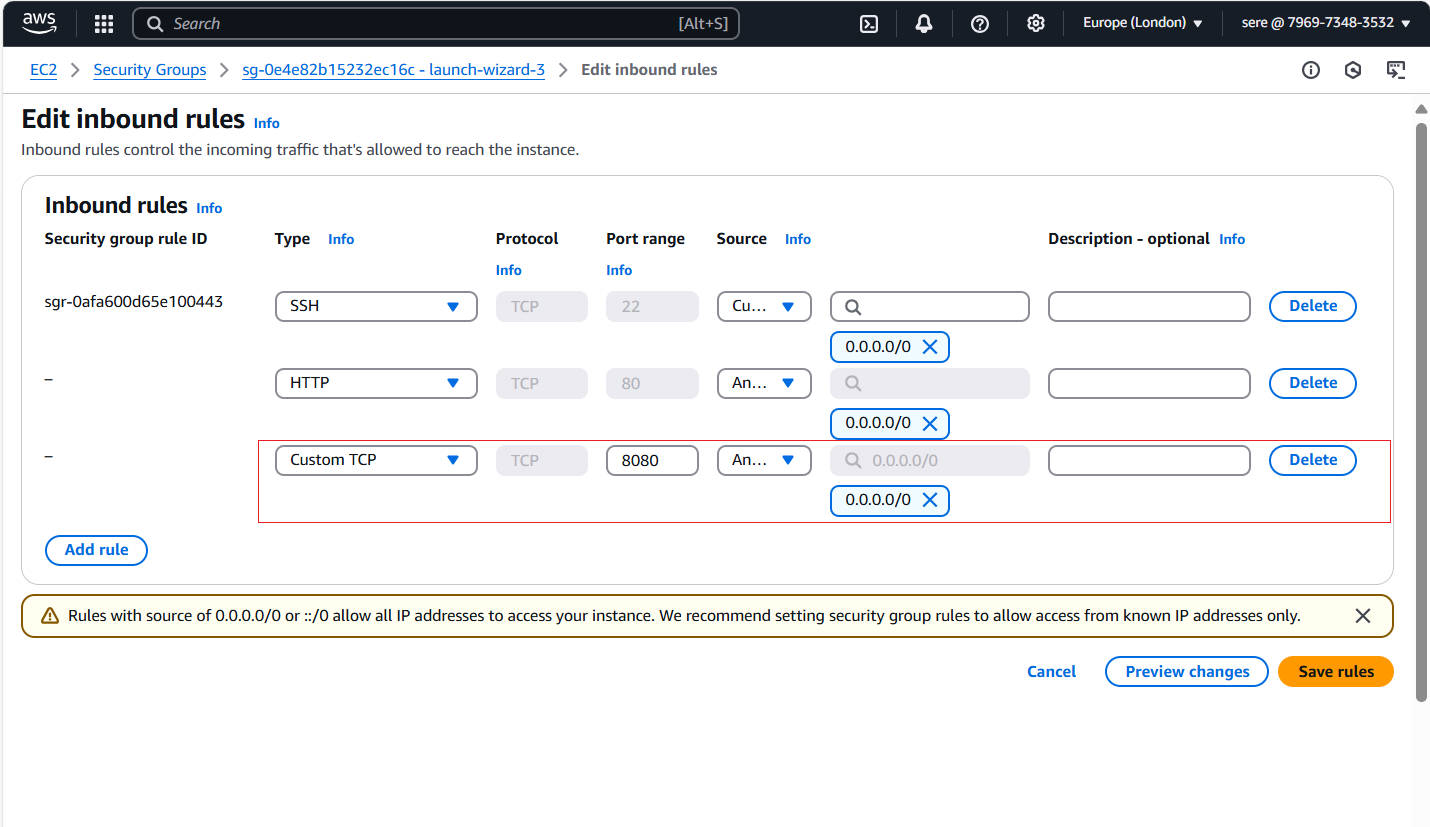 aws Search [Alt+S] Europe (London) sere @ 7969-7348-3532
EC2 Security Groups sg-0e4e82b15232ec16c - launch-wizard-3 Edit inbound rules
Edit inbound rules Info
Inbound rules control the incoming traffic that's allowed to reach the instance.
Inbound rules Info
Security group rule ID Type Info Protocol Port range Source Info Description - optional Info
Info Info
sgr-0afa600d65e100443 SSH TCP 22 Cu... Delete
0.0.0.0/0
– HTTP TCP 80 An... Delete
0.0.0.0/0
– Custom TCP TCP 8080 An... 0.0.0.0/0 Delete
0.0.0.0/0
Add rule
Rules with source of 0.0.0.0/0 or ::/0 allow all IP addresses to access your instance. We recommend setting security group rules to allow access from known IP addresses only.
Cancel Preview changes Save rules